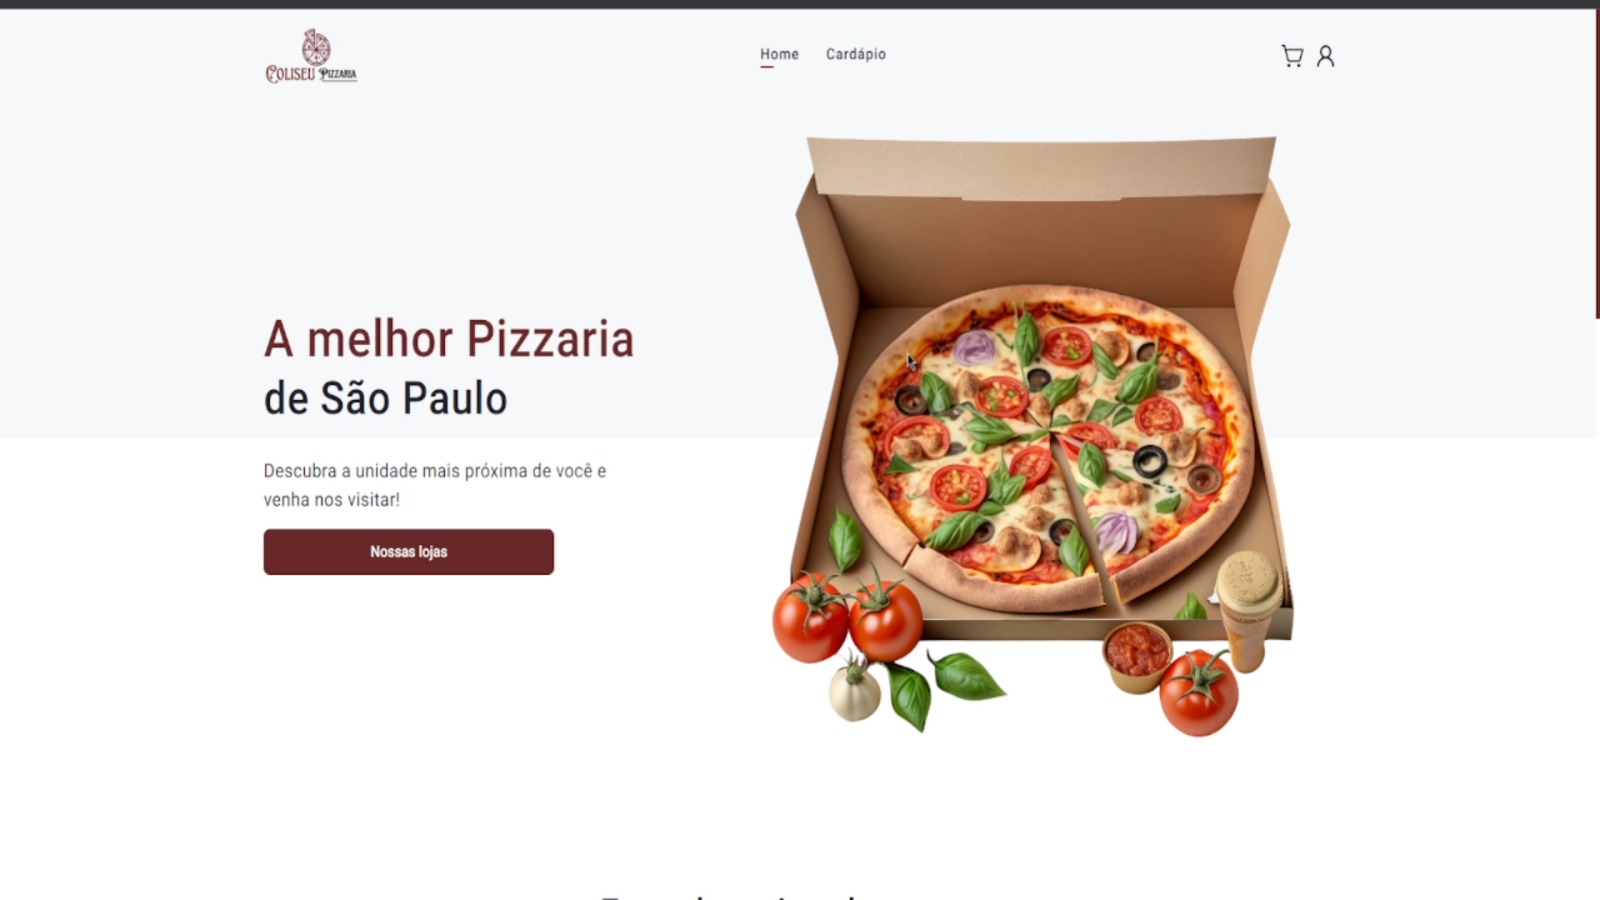 COLISEU PIZZARIA
Home
Cardápio
A melhor Pizzaria
de São Paulo
Descubra a unidade mais próxima de você e
venha nos visitar!
Nossas lojas